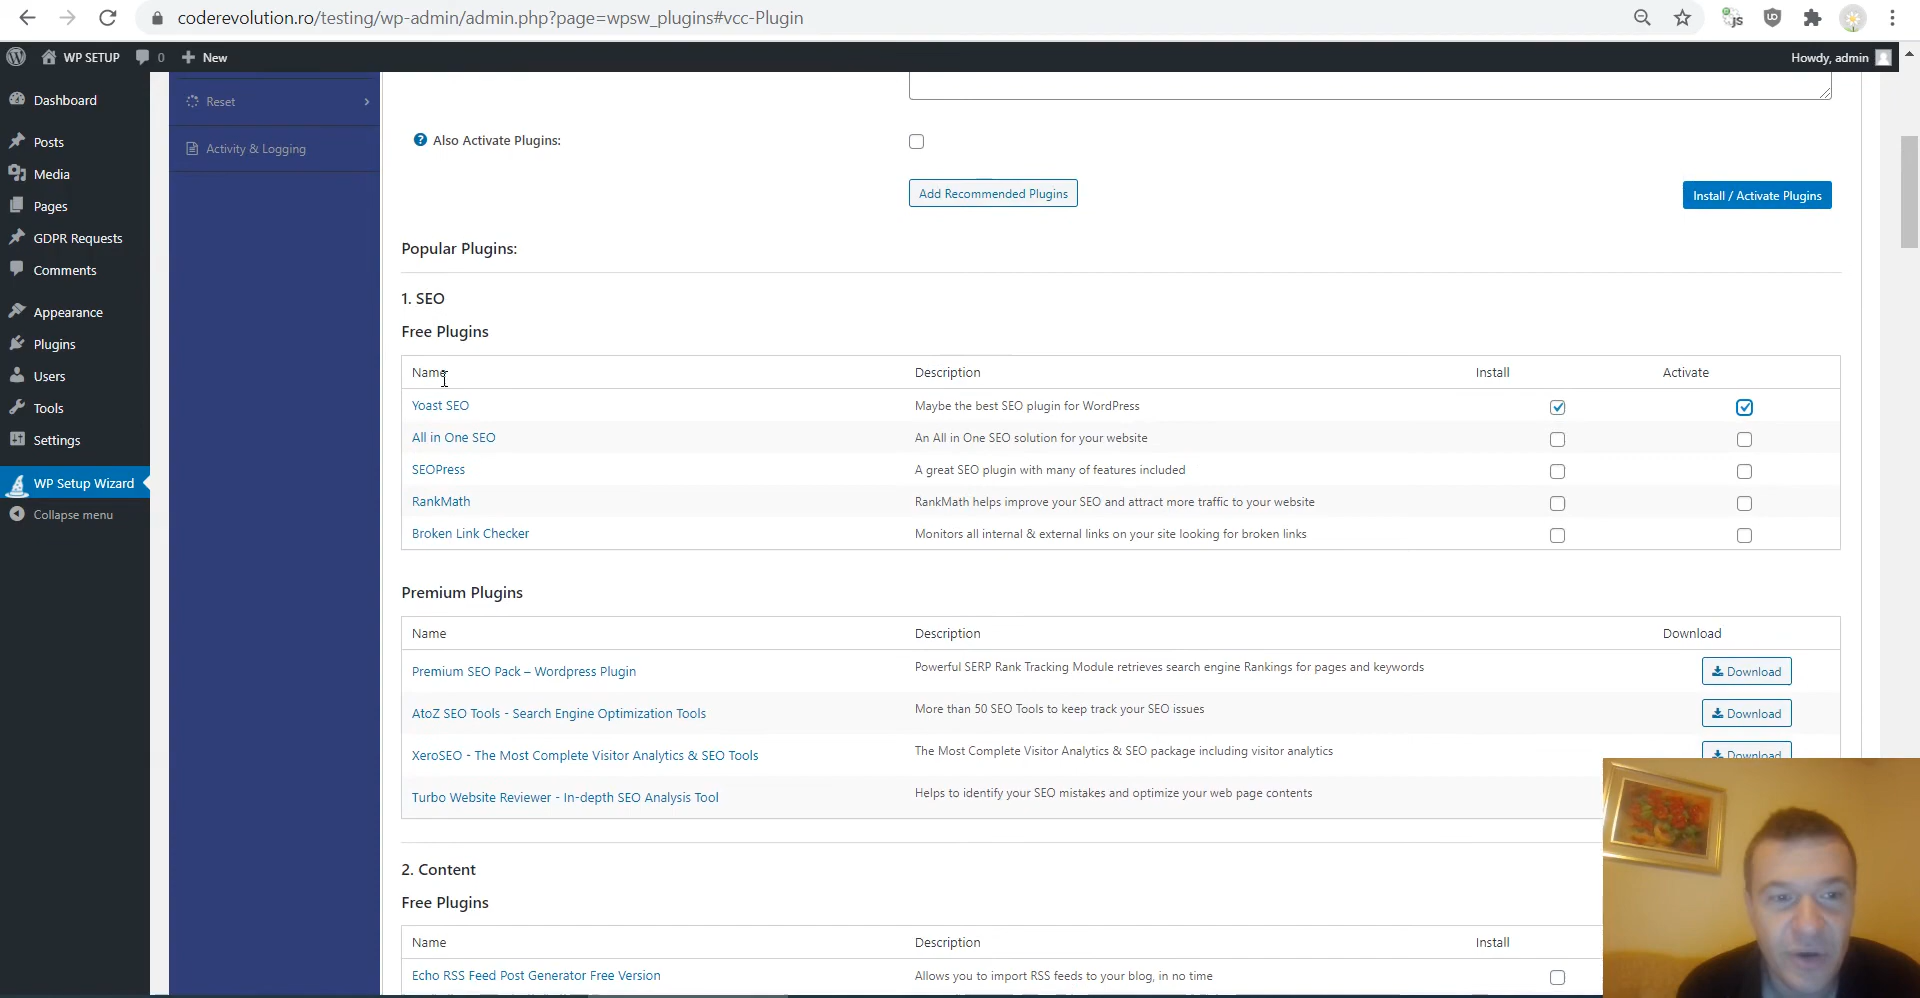 coderevolution.ro/testing/wp-admin/admin.php?page=wpsw_plugins#vcc-Plugin
WP SETUP 0 New Howdy, admin
Dashboard
Posts
Media
Pages
GDPR Requests
Comments
Appearance
Plugins
Users
Tools
Settings
WP Setup Wizard
Collapse menu
Reset
Activity & Logging
Also Activate Plugins:
Add Recommended Plugins Install / Activate Plugins
Popular Plugins:
1. SEO
Free Plugins
Name Description Install Activate
Yoast SEO Maybe the best SEO plugin for WordPress
All in One SEO An All in One SEO solution for your website
SEOPress A great SEO plugin with many of features included
RankMath RankMath helps improve your SEO and attract more traffic to your website
Broken Link Checker Monitors all internal & external links on your site looking for broken links
Premium Plugins
Name Description Download
Premium SEO Pack – Wordpress Plugin Powerful SERP Rank Tracking Module retrieves search engine Rankings for pages and keywords Download
AtoZ SEO Tools - Search Engine Optimization Tools More than 50 SEO Tools to keep track your SEO issues Download
XeroSEO - The Most Complete Visitor Analytics & SEO Tools The Most Complete Visitor Analytics & SEO package including visitor analytics Download
Turbo Website Reviewer - In-depth SEO Analysis Tool Helps to identify your SEO mistakes and optimize your web page contents
2. Content
Free Plugins
Name Description Install
Echo RSS Feed Post Generator Free Version Allows you to import RSS feeds to your blog, in no time